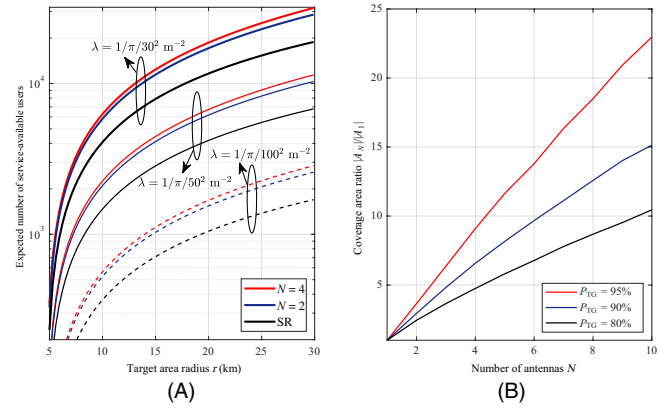 Expected number of service-available users
10⁴
10³
λ = 1/π/30² m⁻²
λ = 1/π/100² m⁻²
λ = 1/π/50² m⁻²
N = 4
N = 2
SR
5 10 15 20 25 30
Target area radius r (km)
(A)
Coverage area ratio |A_N|/|A_1|
25
20
15
10
5
P_TG = 95%
P_TG = 90%
P_TG = 80%
2 4 6 8 10
Number of antennas N
(B)